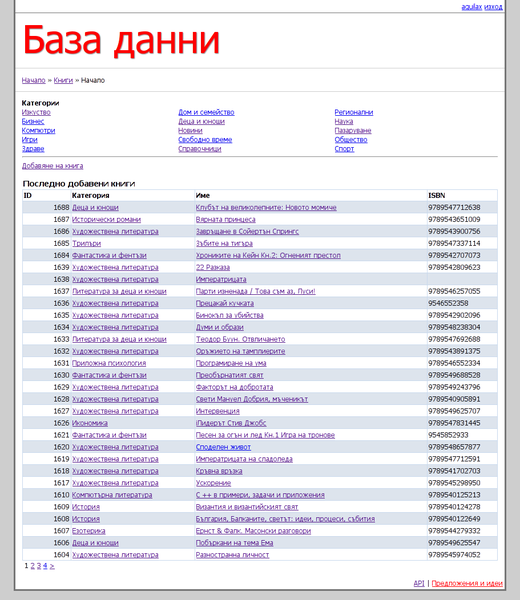 aquilax изход
База данни
Начало » Книги » Начало
Категории
Изкуство Дом и семейство Регионални
Бизнес Деца и юноши Наука
Компютри Новини Пазаруване
Игри Свободно време Общество
Здраве Справочници Спорт
Добавяне на книга
Последно добавени книги
ID Категория Име ISBN
1688 Деца и юноши Клубът на великолепните: Новото момиче 9789547712638
1687 Исторически романи Вярната принцеса 9789543651009
1686 Художествена литература Завръщане в Сойертън Спрингс 9789543900756
1685 Трилъри Зъбите на тигъра 9789547337114
1684 Фантастика и фентъзи Хрониките на Кейн Кн.2: Огненият престол 9789542707073
1639 Художествена литература 22 Разказа 9789542809623
1638 Художествена литература Императрицата
1637 Литература за деца и юноши Парти изненада / Това съм аз, Луси! 9789546257055
1636 Художествена литература Прецакай кучката 9546552358
1635 Художествена литература Бинокъл за убийства 9789542902096
1634 Художествена литература Думи и образи 9789548238304
1633 Литература за деца и юноши Теодор Буун. Отвличането 9789547692688
1632 Художествена литература Оръжието на тамплиерите 9789543891375
1631 Приложна психология Програмиране на ума 9789546552334
1630 Фантастика и фентъзи Преобърнатият свят 9789549688528
1629 Художествена литература Факторът на добротата 9789549243796
1628 Художествена литература Свети Мануел Добрия, мъченикът 9789540905891
1627 Художествена литература Интервенция 9789549625707
1626 Икономика iЛидерът Стив Джобс 9789547831445
1621 Фантастика и фентъзи Песен за огън и лед Кн.1 Игра на тронове 9545852933
1620 Художествена литература Споделен живот 9789548657877
1619 Художествена литература Императрицата на сладоледа 9789547712591
1618 Художествена литература Кръвна връзка 9789541702703
1617 Художествена литература Ускорение 9789545298950
1610 Компютърна литература C ++ в примери, задачи и приложения 9789540125213
1609 История Византия и византийският свят 9789540124278
1608 История България, Балканите, светът: идеи, процеси, събития 9789540122649
1607 Езотерика Ернст & Фалк. Масонски разговори 9789544279332
1606 Деца и юноши Побъркани на тема Ема 9789549625547
1604 Художествена литература Разностранна личност 9789545974052
1 2 3 4 >
API | Предложения и идеи